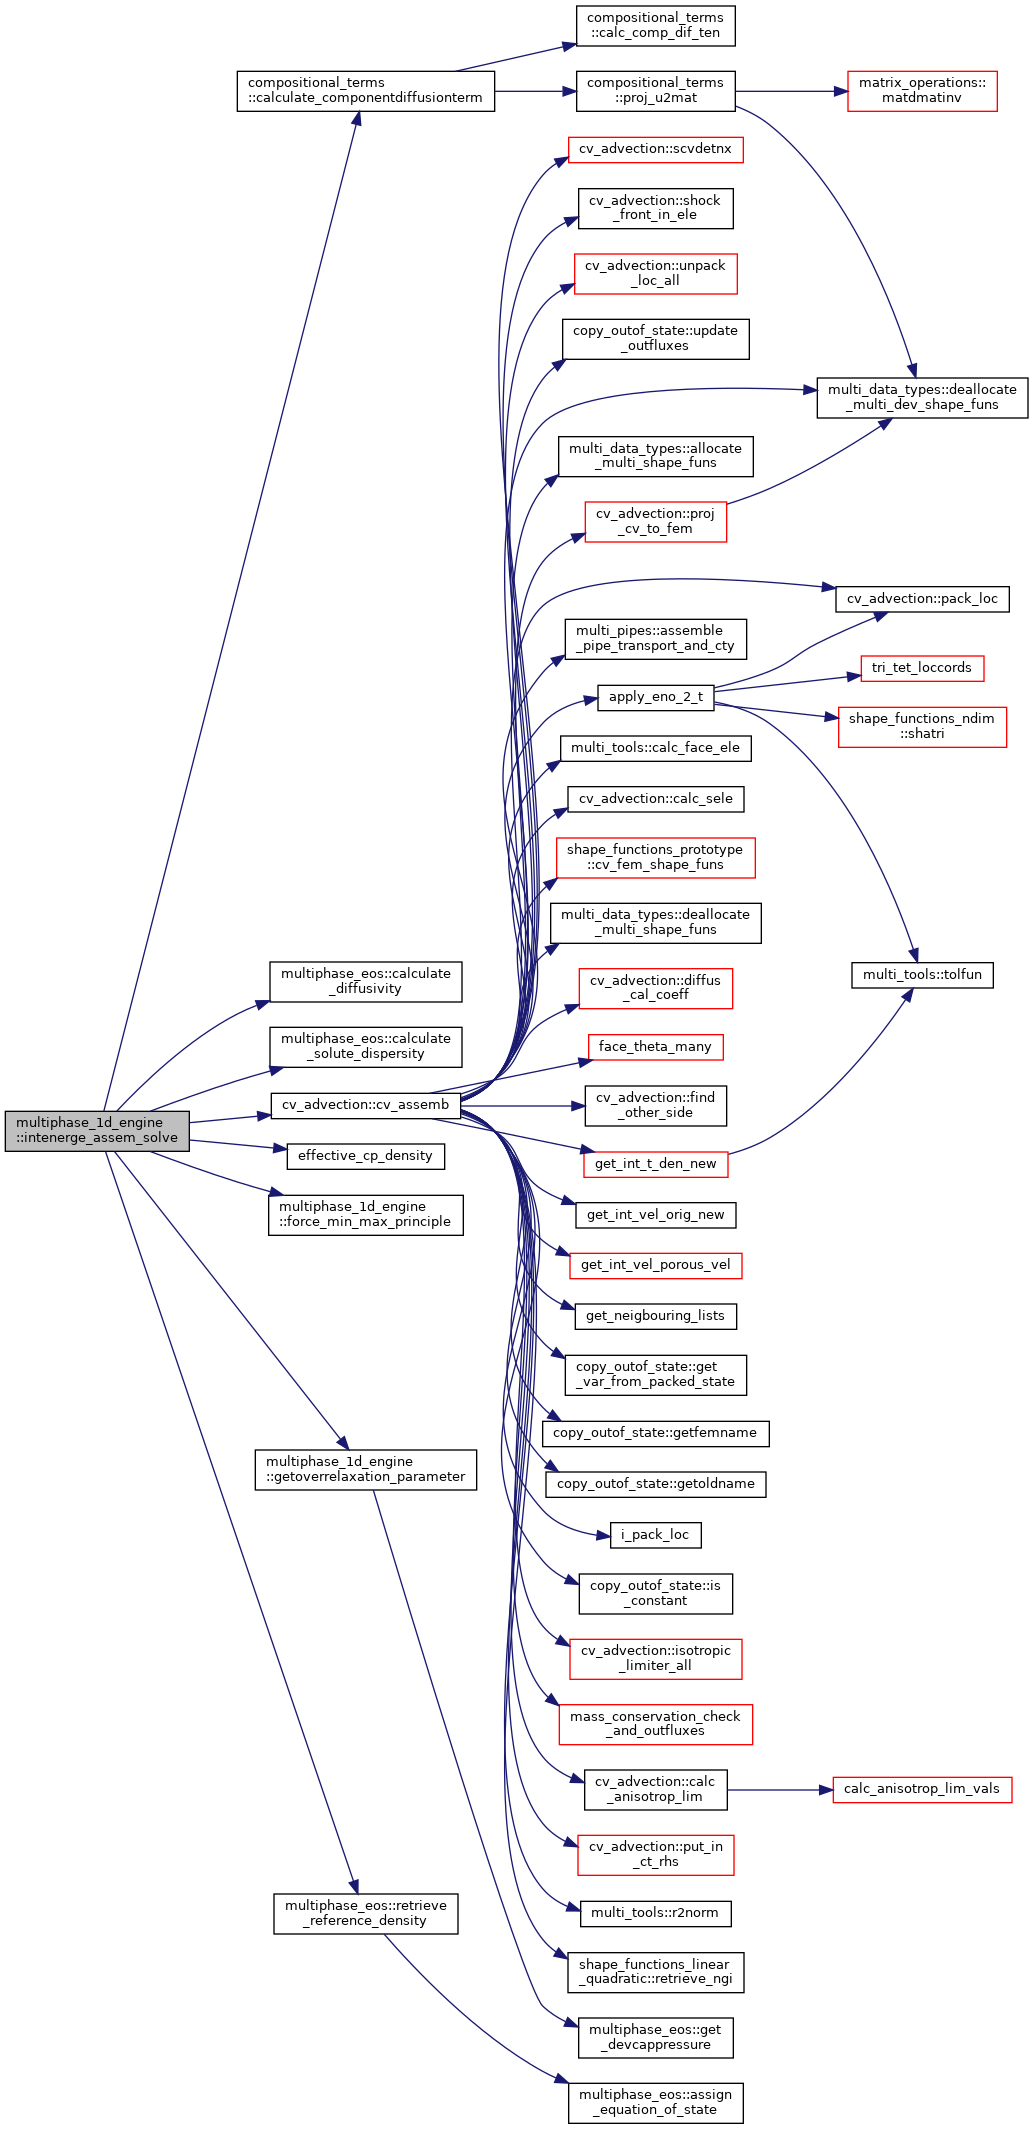 compositional_terms
::calc_comp_dif_ten
compositional_terms
::calculate_componentdiffusionterm
compositional_terms
::proj_u2mat
matrix_operations::
matdmatinv
cv_advection::scvdetnx
cv_advection::shock
_front_in_ele
cv_advection::unpack
_loc_all
copy_outof_state::update
_outfluxes
multi_data_types::deallocate
_multi_dev_shape_funs
multi_data_types::allocate
_multi_shape_funs
cv_advection::proj
_cv_to_fem
cv_advection::pack_loc
multi_pipes::assemble
_pipe_transport_and_cty
tri_tet_loccords
apply_eno_2_t
shape_functions_ndim
::shatri
multi_tools::calc_face_ele
cv_advection::calc_sele
shape_functions_prototype
::cv_fem_shape_funs
multi_data_types::deallocate
_multi_shape_funs
multiphase_eos::calculate
_diffusivity
cv_advection::diffus
_cal_coeff
multi_tools::tolfun
multiphase_eos::calculate
_solute_dispersity
face_theta_many
cv_advection::cv_assemb
cv_advection::find
_other_side
multiphase_1d_engine
::intenerge_assem_solve
effective_cp_density
get_int_t_den_new
multiphase_1d_engine
::force_min_max_principle
get_int_vel_orig_new
get_int_vel_porous_vel
get_neigbouring_lists
copy_outof_state::get
_var_from_packed_state
copy_outof_state::getfemname
multiphase_1d_engine
::getoverrelaxation_parameter
copy_outof_state::getoldname
i_pack_loc
copy_outof_state::is
_constant
cv_advection::isotropic
_limiter_all
mass_conservation_check
_and_outfluxes
cv_advection::calc
_anisotrop_lim
calc_anisotrop_lim_vals
cv_advection::put_in
_ct_rhs
multiphase_eos::retrieve
_reference_density
multi_tools::r2norm
shape_functions_linear
_quadratic::retrieve_ngi
multiphase_eos::get
_devcappressure
multiphase_eos::assign
_equation_of_state